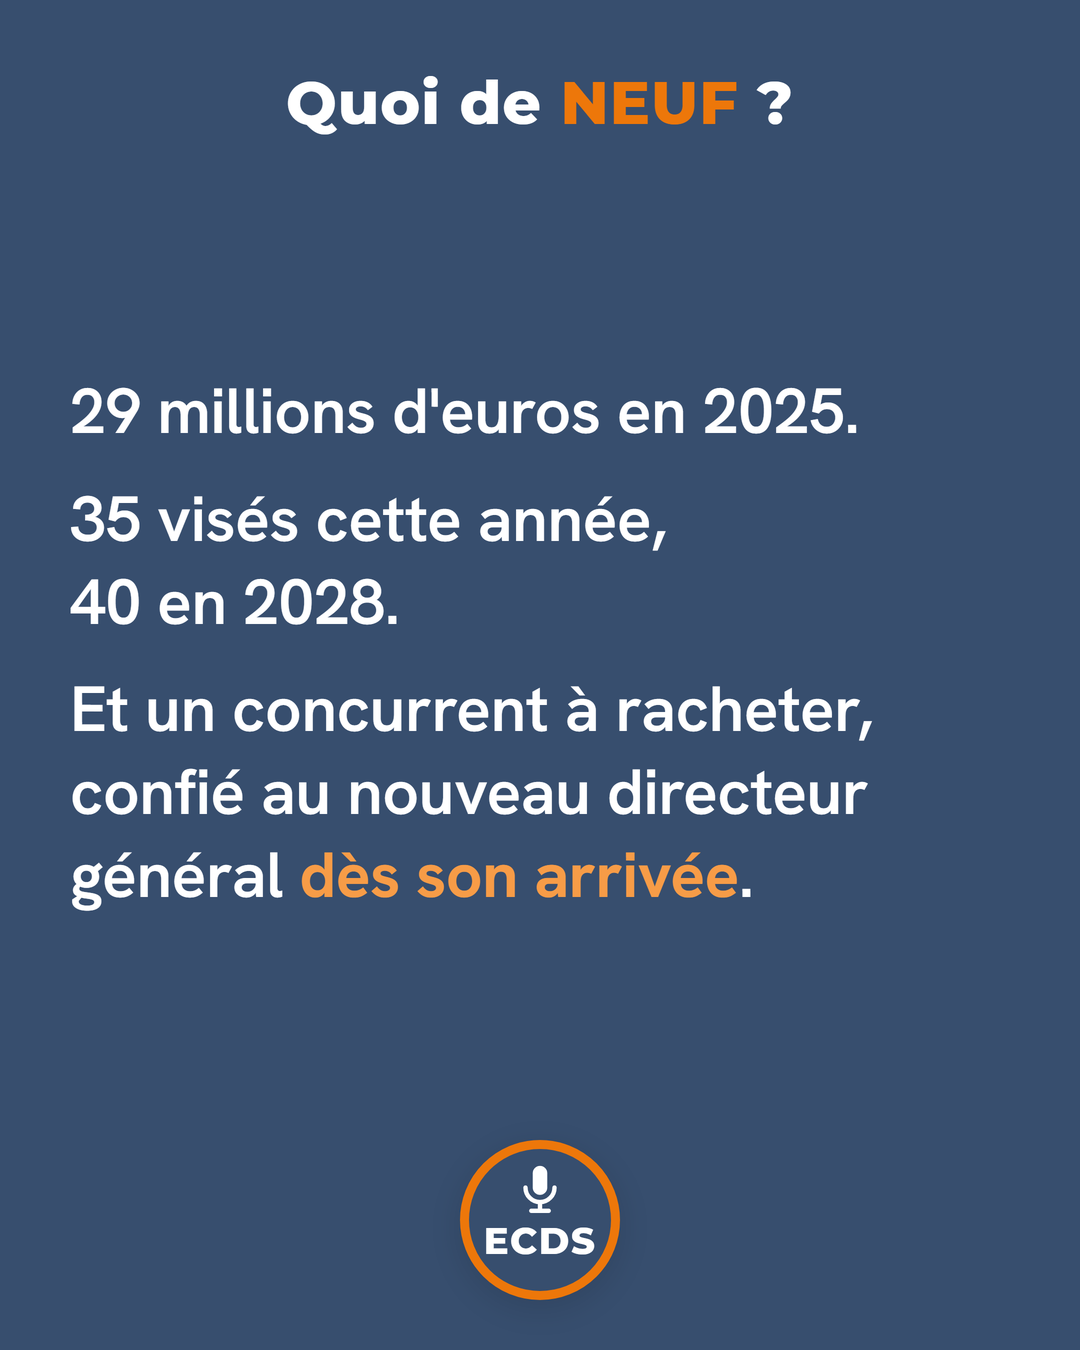 Quoi de NEUF ?
29 millions d'euros en 2025.
35 visés cette année,
40 en 2028.
Et un concurrent à racheter,
confié au nouveau directeur
général dès son arrivée.
ECDS